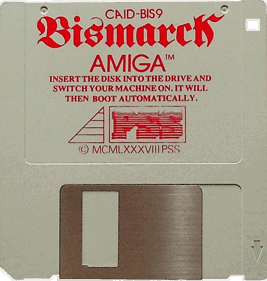 CAID-BIS9
Bismarck
AMIGA™
INSERT THE DISK INTO THE DRIVE AND
SWITCH YOUR MACHINE ON. IT WILL
THEN BOOT AUTOMATICALLY.
PSS
© MCMLXXXVIII PSS